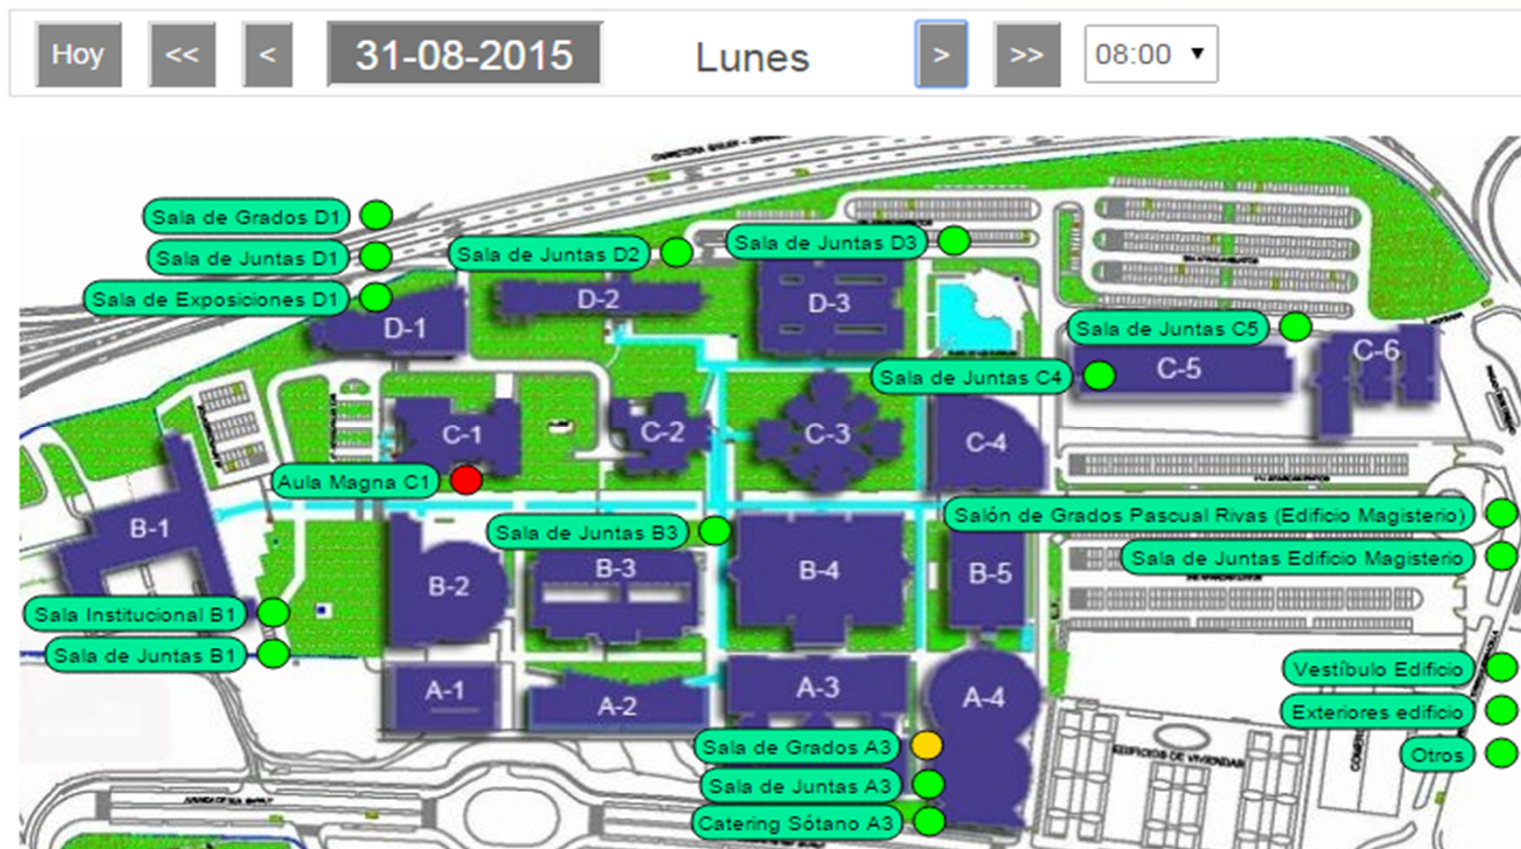 Hoy << < 31-08-2015 Lunes > >> 08:00
Sala de Grados D1
Sala de Juntas D1
Sala de Exposiciones D1
Sala de Juntas D2
Sala de Juntas D3
D-1
D-2
D-3
Sala de Juntas C5
Sala de Juntas C4
C-5
C-6
C-1
C-2
C-3
C-4
Aula Magna C1
B-1
Sala de Juntas B3
Salón de Grados Pascual Rivas (Edificio Magisterio)
Sala de Juntas Edificio Magisterio
B-2
B-3
B-4
B-5
Sala Institucional B1
Sala de Juntas B1
A-1
A-2
A-3
A-4
Vestíbulo Edificio
Exteriores edificio
Otros
Sala de Grados A3
Sala de Juntas A3
Catering Sótano A3
EDIFICIOS DE VIVIENDAS